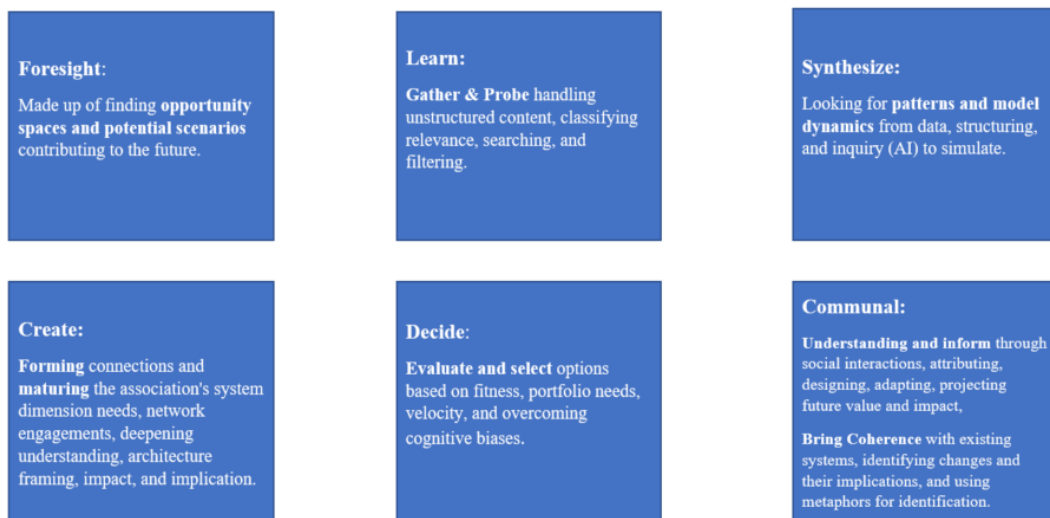 Foresight:
Made up of finding opportunity
spaces and potential scenarios
contributing to the future.
Learn:
Gather & Probe handling
unstructured content, classifying
relevance, searching, and
filtering.
Synthesize:
Looking for patterns and model
dynamics from data, structuring,
and inquiry (AI) to simulate.
Create:
Forming connections and
maturing the association's system
dimension needs, network
engagements, deepening
understanding, architecture
framing, impact, and implication.
Decide:
Evaluate and select options
based on fitness, portfolio needs,
velocity, and overcoming
cognitive biases.
Communal:
Understanding and inform through
social interactions, attributing,
designing, adapting, projecting
future value and impact,
Bring Coherence with existing
systems, identifying changes and
their implications, and using
metaphors for identification.